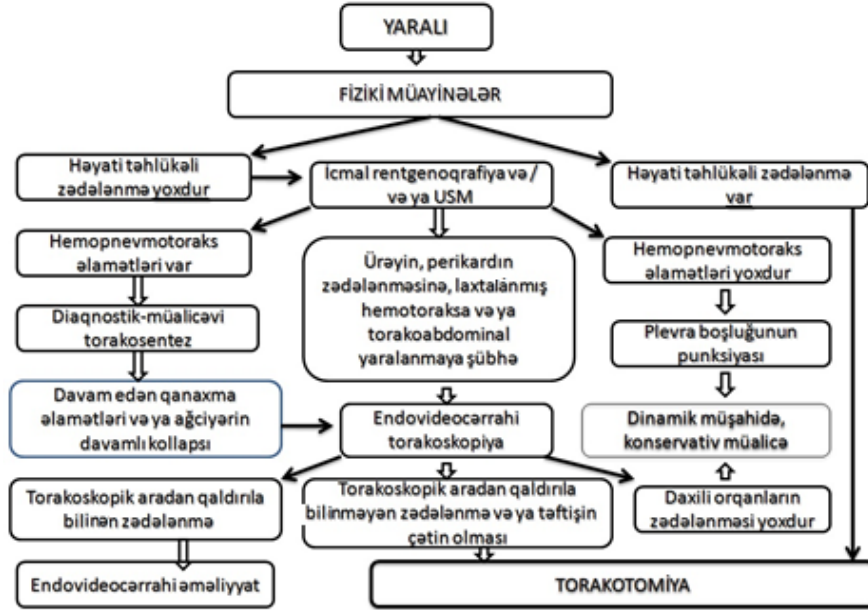 YARALI
FİZİKİ MÜAYİNƏLƏR
Həyati təhlükəli
zədələnmə yoxdur
İcmal rentgenoqrafiya və /
və ya USM
Həyati təhlükəli zədələnmə
var
Hemopnevmotoraks
əlamətləri var
Ürəyin, perikardın
zədələnməsinə, laxtalanmış
hemotoraksa və ya
torakoabdominal
yaralanmaya şübhə
Hemopnevmotoraks
əlamətləri yoxdur
Diaqnostik-müalicəvi
torakosentez
Plevra boşluğunun
punksiyası
Davam edən qanaxma
əlamətləri və ya ağciyərin
davamlı kollapsı
Endovideocərrahi
torakoskopiya
Dinamik müşahidə,
konservativ müalicə
Torakoskopik aradan qaldırıla
bilinən zədələnmə
Torakoskopik aradan qaldırıla
bilinməyən zədələnmə və ya təftişin
çətin olması
Daxili orqanların
zədələnməsi yoxdur
Endovideocərrahi əməliyyat
TORAKOTOMİYA